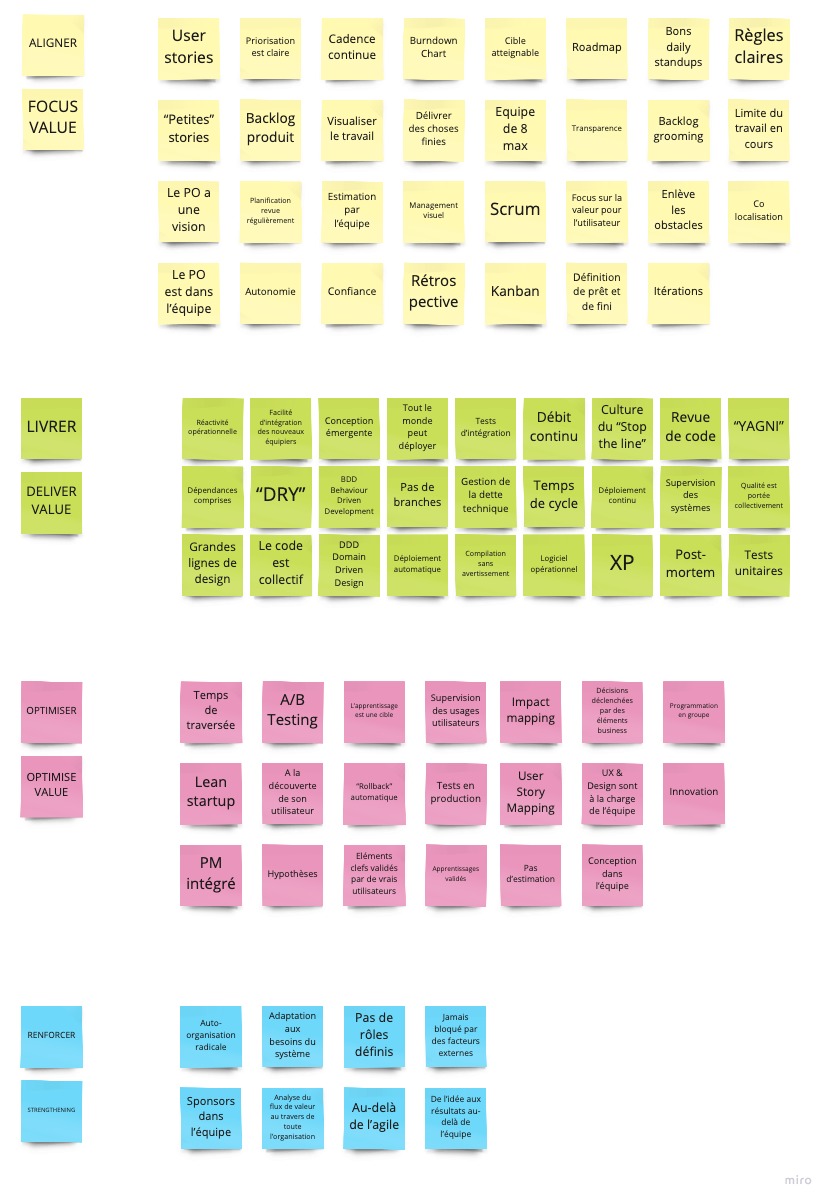 ALIGNER
User
stories
Priorisation
est claire
Cadence
continue
Burndown
Chart
Cible
atteignable
Roadmap
Bons
daily
standups
Règles
claires
FOCUS
VALUE
“Petites”
stories
Backlog
produit
Visualiser
le travail
Délivrer
des choses
finies
Equipe
de 8
max
Transparence
Backlog
grooming
Limite du
travail en
cours
Le PO a
une
vision
Planification
revue
régulièrement
Estimation
par
l’équipe
Management
visuel
Scrum
Focus sur la
valeur pour
l’utilisateur
Enlève
les
obstacles
Co
localisation
Le PO
est dans
l’équipe
Autonomie
Confiance
Rétros
pective
Kanban
Définition
de prêt et
de fini
Itérations
LIVRER
Réactivité
opérationnelle
Facilité
d’intégration
des nouveaux
équipiers
Conception
émergente
Tout le
monde
peut
déployer
Tests
d’intégration
Débit
continu
Culture
du “Stop
the line”
Revue
de code
“YAGNI”
DELIVER
VALUE
Dépendances
comprises
“DRY”
BDD
Behaviour
Driven
Development
Pas de
branches
Gestion de
la dette
technique
Temps
de cycle
Déploiement
continu
Supervision
des
systèmes
Qualité est
portée
collectivement
Grandes
lignes de
design
Le code
est
collectif
DDD
Domain
Driven
Design
Déploiement
automatique
Compilation
sans
avertissement
Logiciel
opérationnel
XP
Post-
mortem
Tests
unitaires
OPTIMISER
Temps
de
traversée
A/B
Testing
L’apprentissage
est une cible
Supervision
des usages
utilisateurs
Impact
mapping
Décisions
déclenchées
par des
éléments
business
Programmation
en groupe
OPTIMISE
VALUE
Lean
startup
A la
découverte
de son
utilisateur
“Rollback”
automatique
Tests en
production
User
Story
Mapping
UX &
Design sont
à la charge
de l’équipe
Innovation
PM
intégré
Hypothèses
Eléments
clefs validés
par de vrais
utilisateurs
Apprentissages
validés
Pas
d’estimation
Conception
dans
l’équipe
RENFORCER
Auto-
organisation
radicale
Adaptation
aux
besoins du
système
Pas de
rôles
définis
Jamais
bloqué par
des facteurs
externes
STRENGTHENING
Sponsors
dans
l’équipe
Analyse du
flux de valeur
au travers de
toute
l’organisation
Au-delà
de l’agile
De l’idée aux
résultats au-
delà de
l’équipe
miro